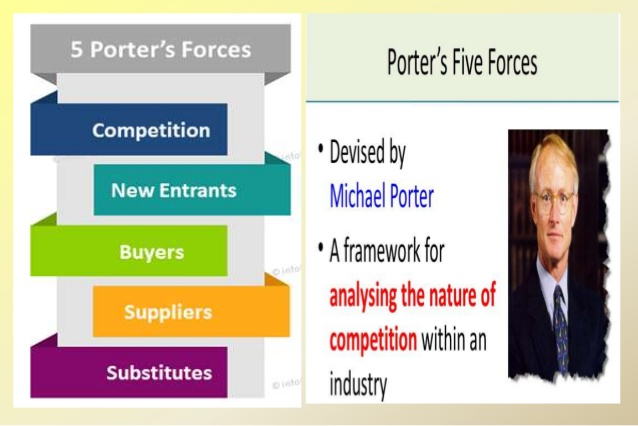 5 Porter's Forces
Competition
New Entrants
Buyers
Suppliers
Substitutes
Porter's Five Forces
• Devised by
Michael Porter
• A framework for
analysing the nature of
competition within an
industry